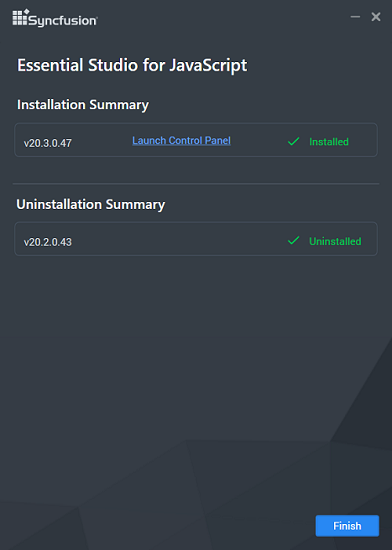 Syncfusion
Essential Studio for JavaScript
Installation Summary
v20.3.0.47 Launch Control Panel Installed
Uninstallation Summary
v20.2.0.43 Uninstalled
Finish